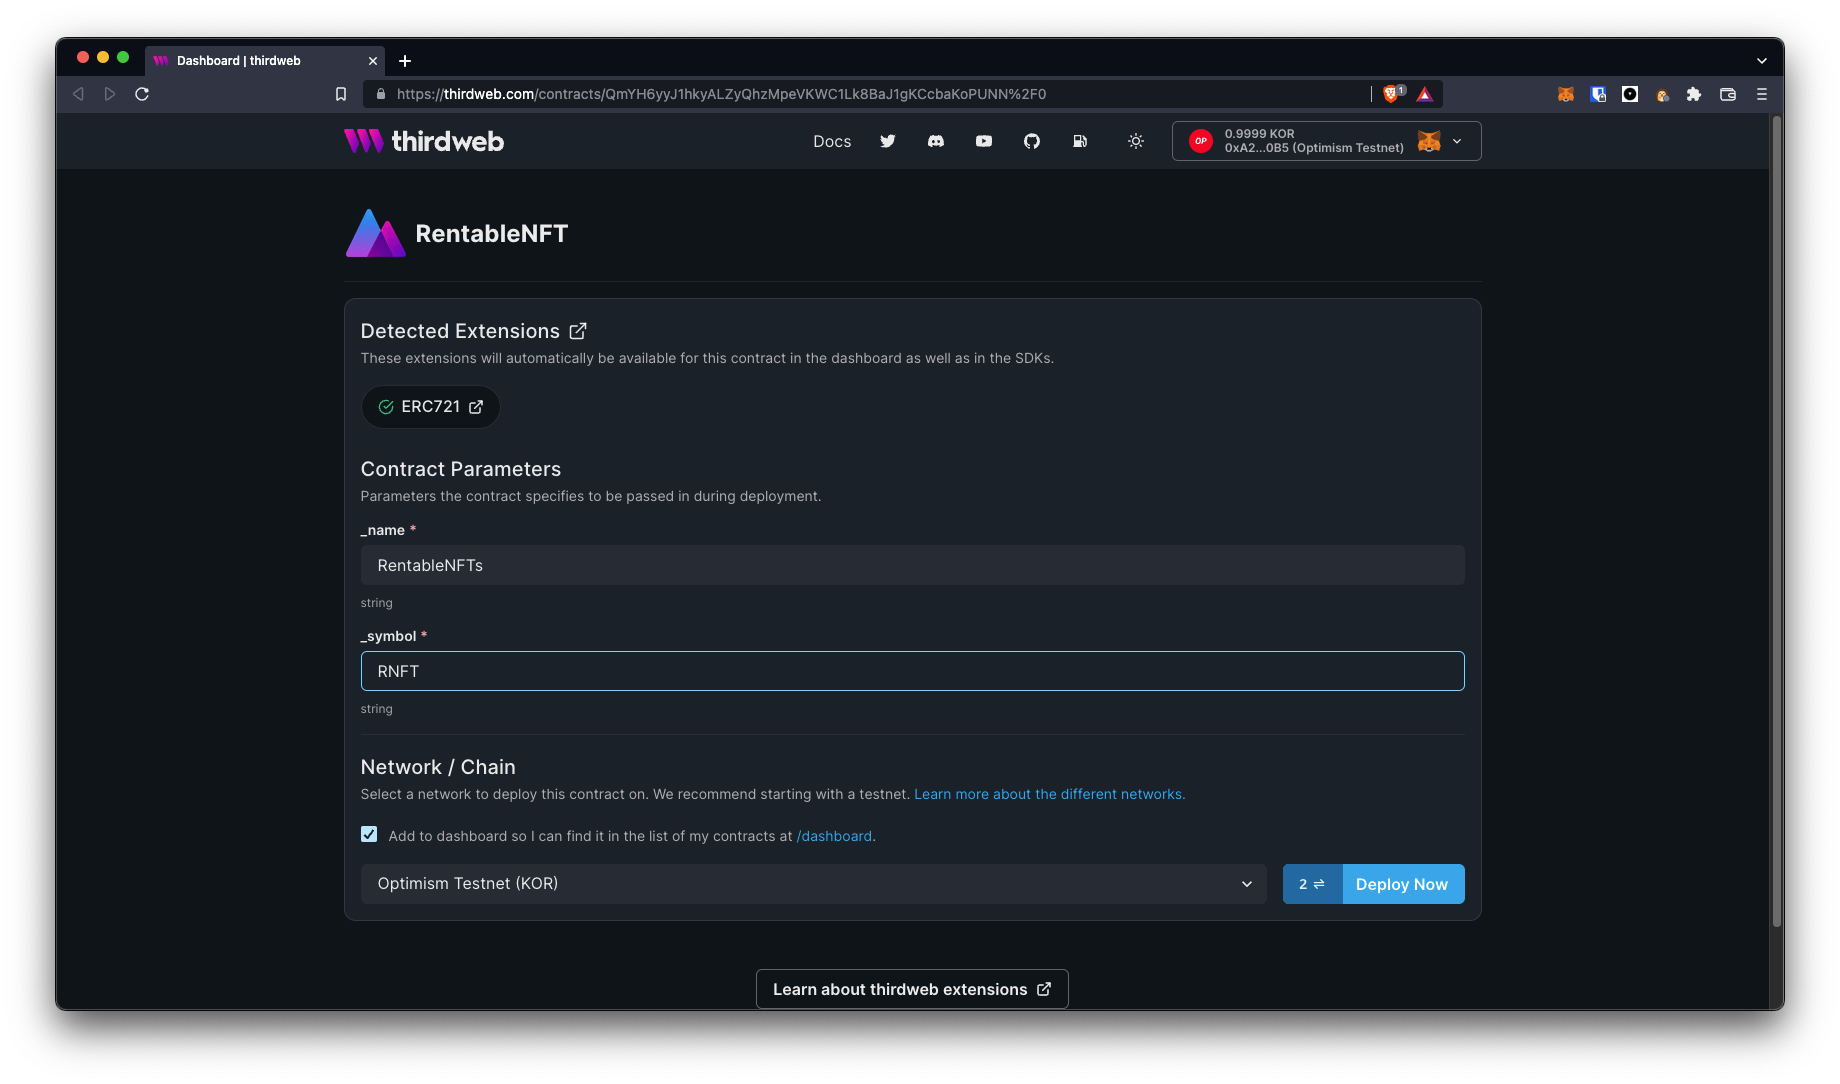 Dashboard | thirdweb
https://thirdweb.com/contracts/QmYH6yyJ1hkyALZyQhzMpeVKWC1Lk8BaJ1gKCcbaKoPUNN%2F0
1
thirdweb
Docs
OP
0.9999 KOR
0xA2...0B5 (Optimism Testnet)
RentableNFT
Detected Extensions
These extensions will automatically be available for this contract in the dashboard as well as in the SDKs.
ERC721
Contract Parameters
Parameters the contract specifies to be passed in during deployment.
_name *
RentableNFTs
string
_symbol *
RNFT
string
Network / Chain
Select a network to deploy this contract on. We recommend starting with a testnet. Learn more about the different networks.
Add to dashboard so I can find it in the list of my contracts at /dashboard.
Optimism Testnet (KOR)
2 ⇌ Deploy Now
Learn about thirdweb extensions